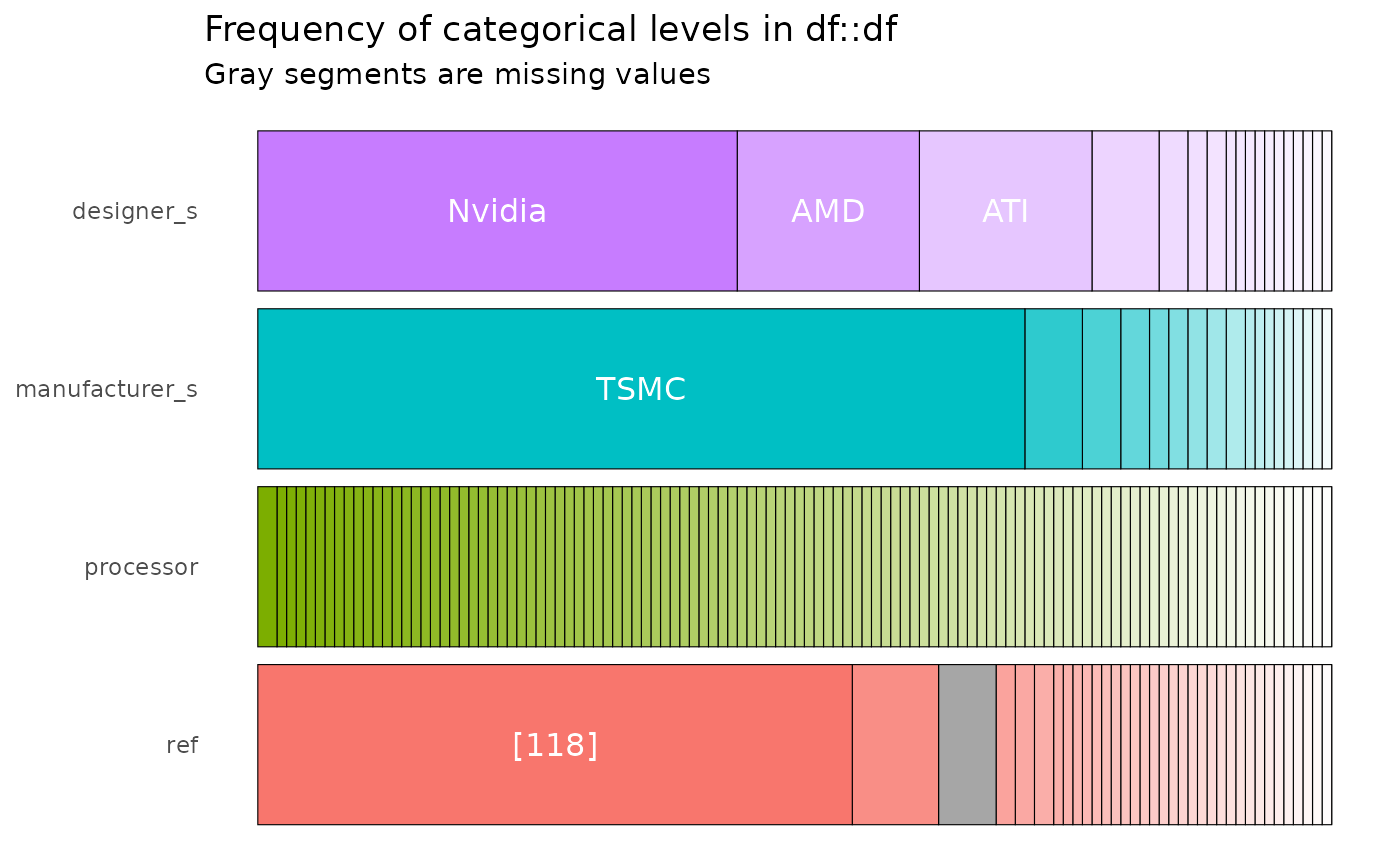 Frequency of categorical levels in df::df
Gray segments are missing values
designer_s
Nvidia
AMD
ATI
manufacturer_s
TSMC
processor
ref
[118]